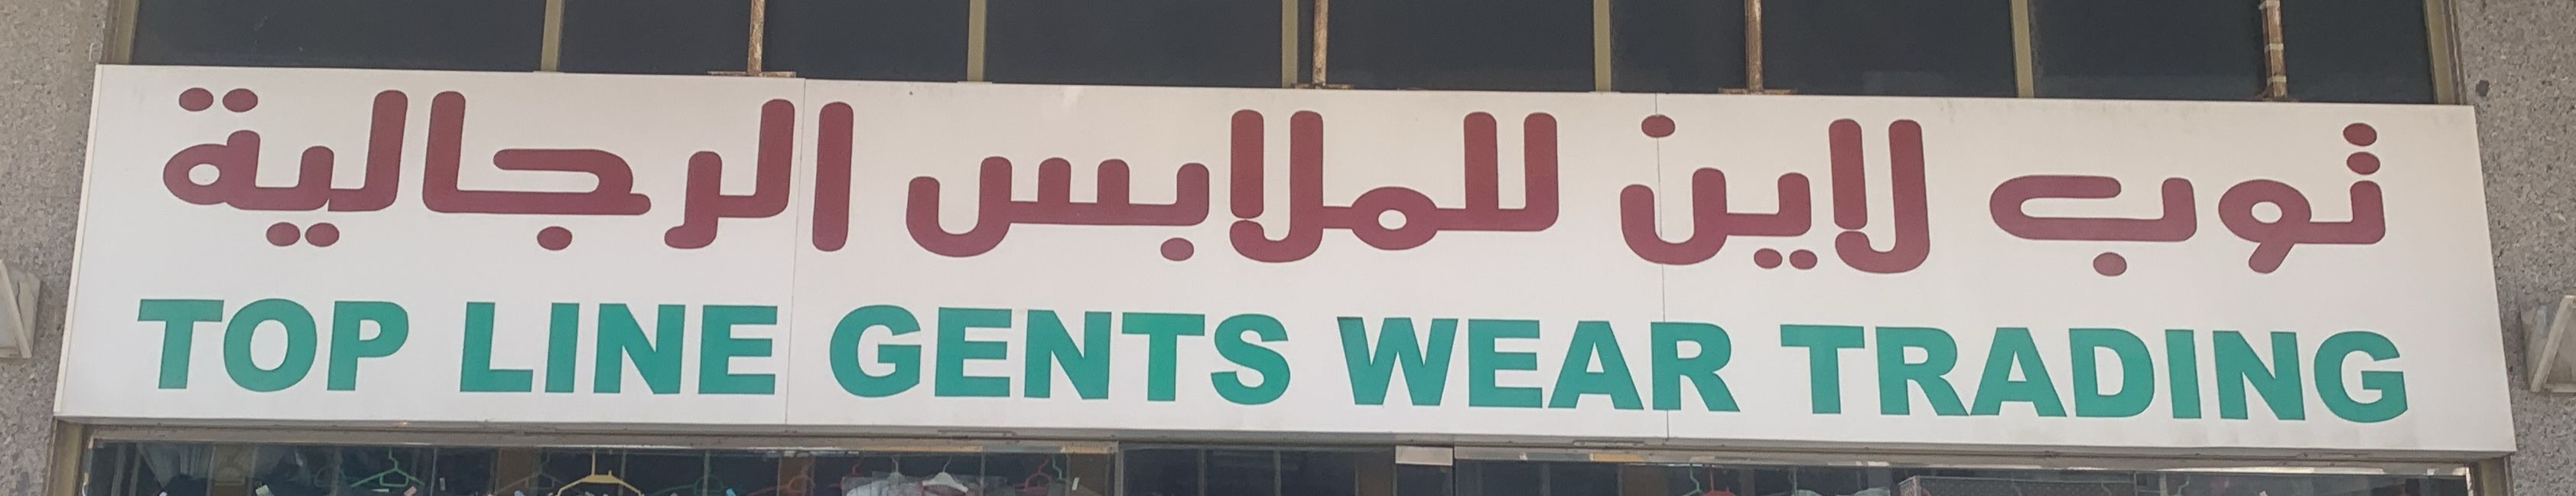 توب لاين للملابس الرجالية
TOP LINE GENTS WEAR TRADING